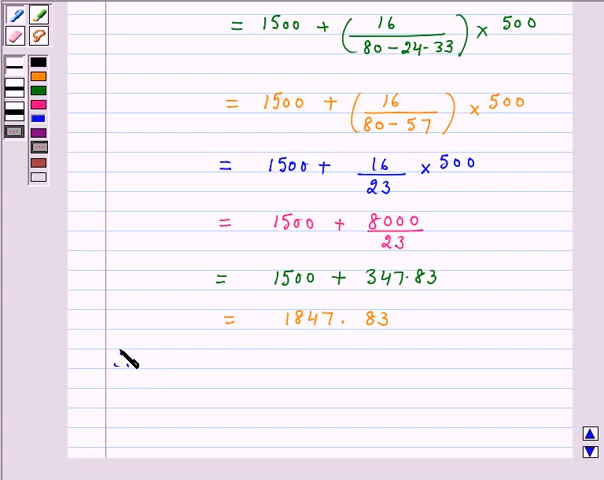 = 1500 + (16 / 80 - 24 - 33) × 500
= 1500 + (16 / 80 - 57) × 500
= 1500 + 16 / 23 × 500
= 1500 + 8000 / 23
= 1500 + 347.83
= 1847.83